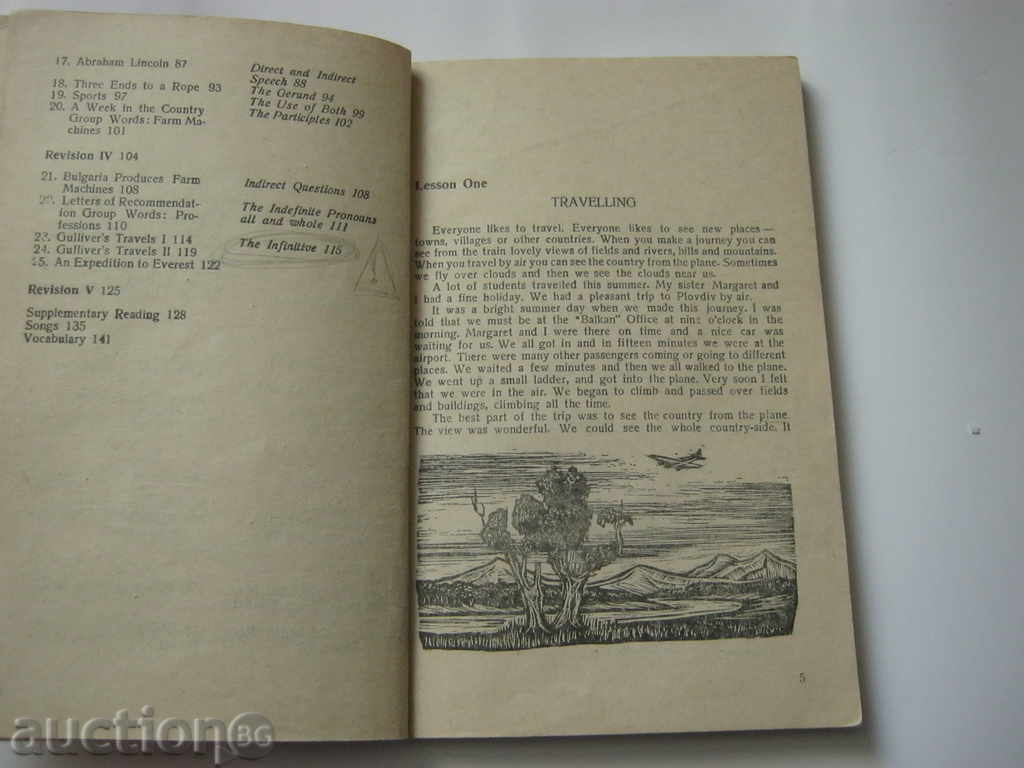 17. Abraham Lincoln 87
18. Three Ends to a Rope 93
19. Sports 97
20. A Week in the Country
Group Words: Farm Ma-
chines 101
Revision IV 104
21. Bulgaria Produces Farm
Machines 108
22. Letters of Recommendat-
ion Group Words: Pro-
fessions 110
23. Gulliver's Travels I 114
24. Gulliver's Travels II 119
25. An Expedition to Everest 122
Revision V 125
Supplementary Reading 128
Songs 135
Vocabulary 141
Direct and Indirect
Speech 88
The Gerund 94
The Use of Both 99
The Participles 102
Indirect Questions 108
The Indefinite Pronouns
all and whole 111
The Infinitive 115
Lesson One
TRAVELLING
Everyone likes to travel. Everyone likes to see new places —
towns, villages or other countries. When you make a journey you can
see from the train lovely views of fields and rivers, hills and mountains.
When you travel by air you can see the country from the plane. Sometimes
we fly over clouds and then we see the clouds near us.
A lot of students travelled this summer. My sister Margaret and
I had a fine holiday. We had a pleasant trip to Plovdiv by air.
It was a bright summer day when we made this journey. I was
told that we must be at the "Balkan" Office at nine o'clock in the
morning. Margaret and I were there on time and a nice car was
waiting for us. We all got in and in fifteen minutes we were at the
airport. There were many other passengers coming or going to different
places. We waited a few minutes and then we all walked to the plane.
We went up a small ladder, and got into the plane. Very soon I felt
that we were in the air. We began to climb and passed over fields
and buildings, climbing all the time.
The best part of the trip was to see the country from the plane.
The view was wonderful. We could see the whole country-side. It
5
auction BG